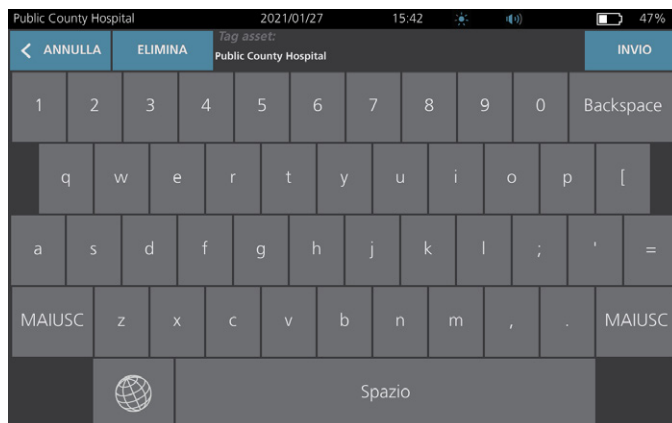 Public County Hospital 2021/01/27 15:42 47%
ANNULLA ELIMINA Tag asset: INVIO
Public County Hospital
1 2 3 4 5 6 7 8 9 0 Backspace
q w e r t y u i o p [
a s d f g h j k l ; ' =
MAIUSC z x c v b n m , . MAIUSC
Spazio